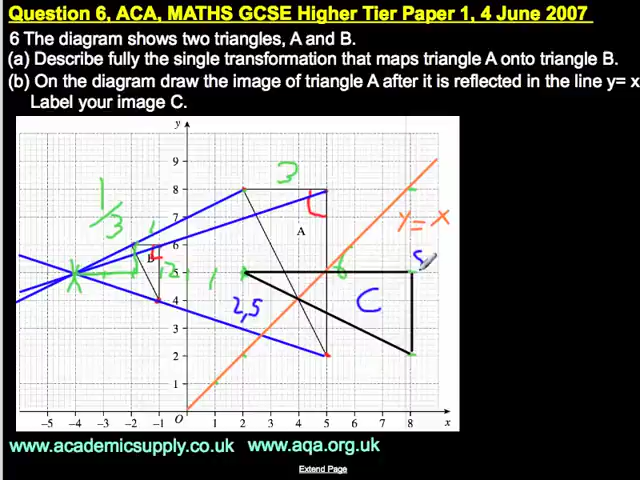 Question 6, ACA, MATHS GCSE Higher Tier Paper 1, 4 June 2007
6 The diagram shows two triangles, A and B.
(a) Describe fully the single transformation that maps triangle A onto triangle B.
(b) On the diagram draw the image of triangle A after it is reflected in the line y= x
Label your image C.
y
9
8
7
6
5
4
3
2
1
O
-5 -4 -3 -2 -1 1 2 3 4 5 6 7 8 x
1/3
3
A
B
y= x
C
2,5
www.academicsupply.co.uk www.aqa.org.uk
Extend Page